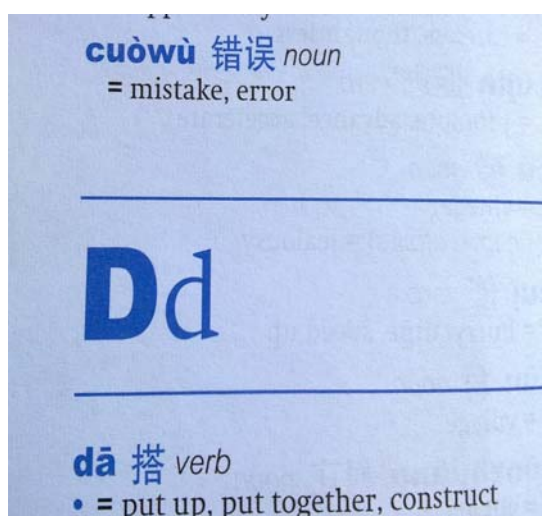 cuòwù 错误 noun
= mistake, error
Dd
dā 搭 verb
• = put up, put together, construct